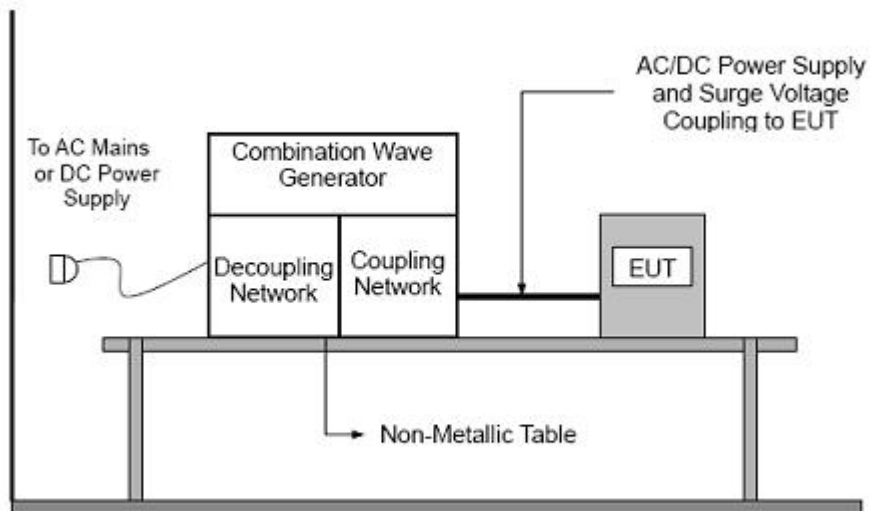 AC/DC Power Supply
and Surge Voltage
Coupling to EUT
To AC Mains
or DC Power
Supply
Combination Wave
Generator
Decoupling
Network
Coupling
Network
EUT
Non-Metallic Table